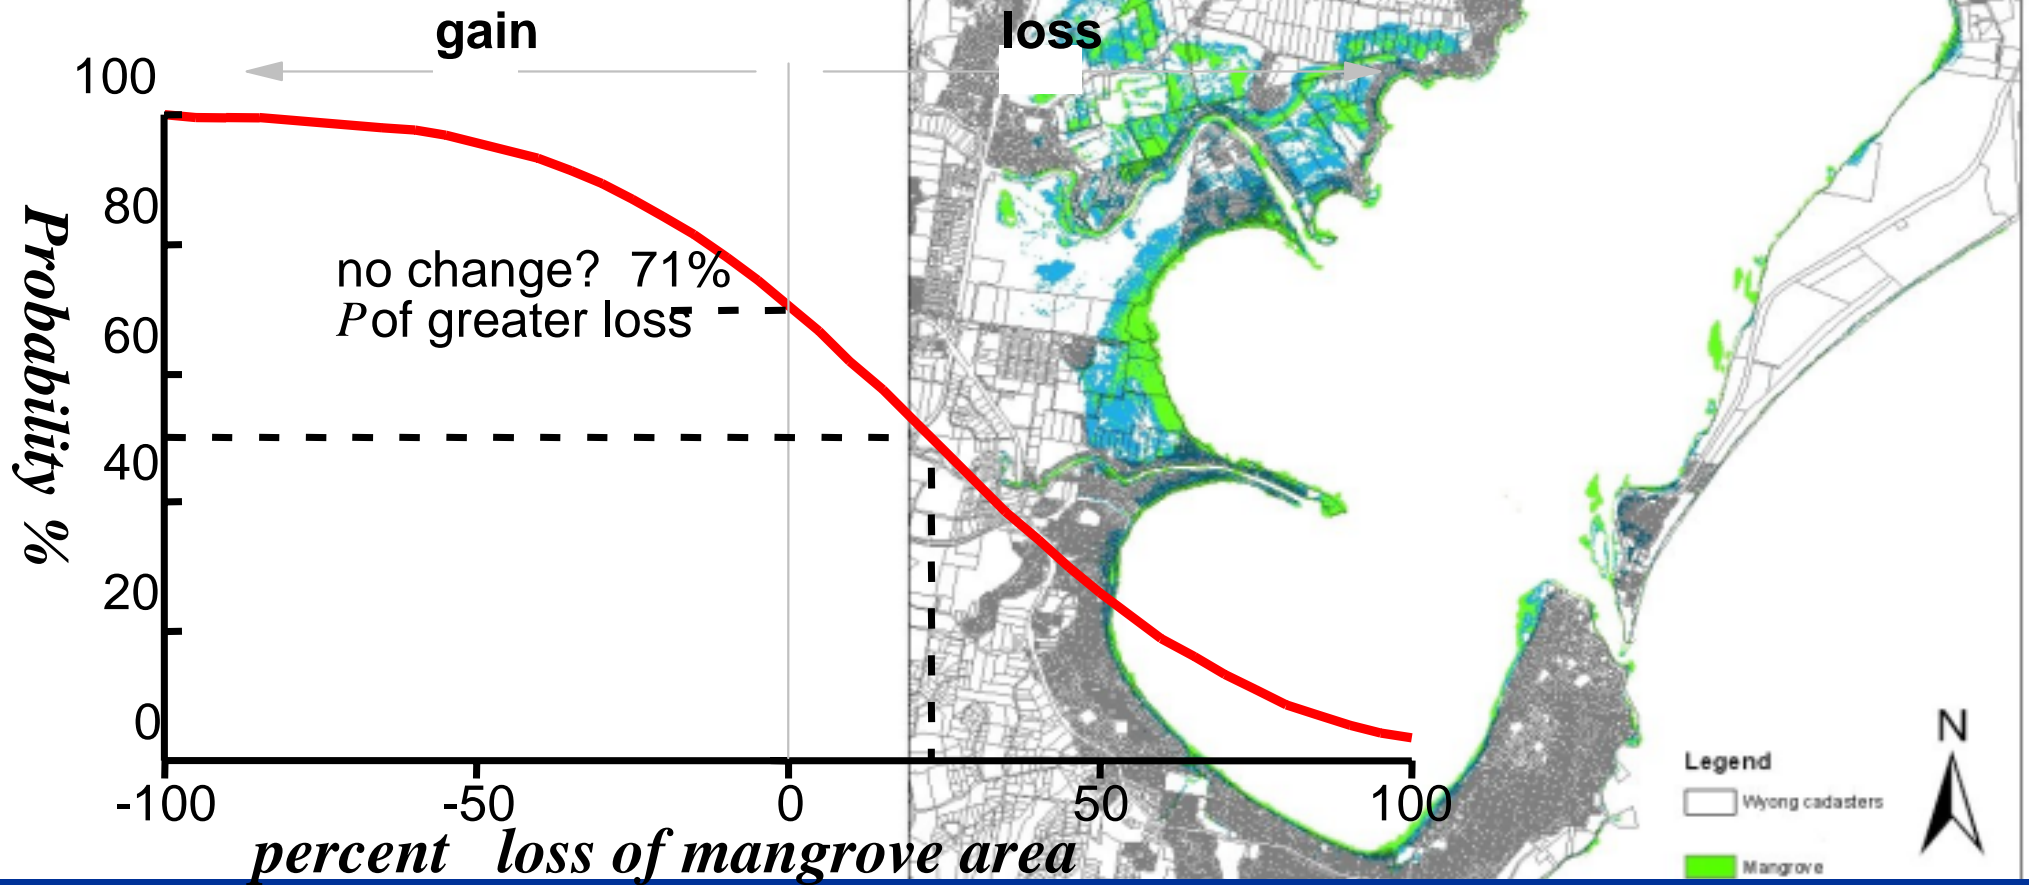 gain loss
100
80
60
40
20
0
Probability %
no change? 71%
P of greater loss
-100 -50 0 50 100
percent loss of mangrove area
N
Legend
Wyong cadasters
Mangrove